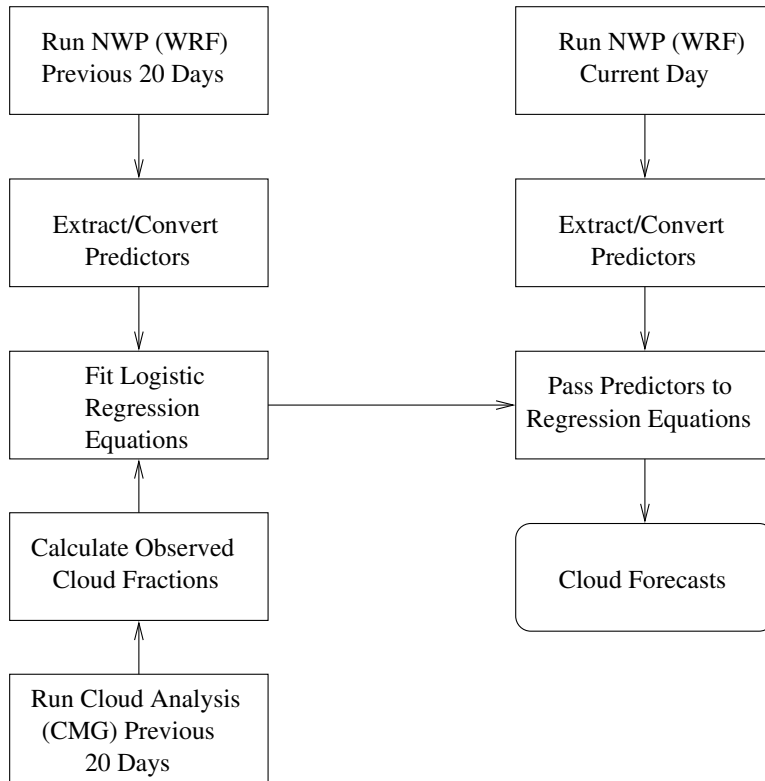 Run NWP (WRF)
Previous 20 Days
Extract/Convert
Predictors
Fit Logistic
Regression
Equations
Calculate Observed
Cloud Fractions
Run Cloud Analysis
(CMG) Previous
20 Days
Run NWP (WRF)
Current Day
Extract/Convert
Predictors
Pass Predictors to
Regression Equations
Cloud Forecasts